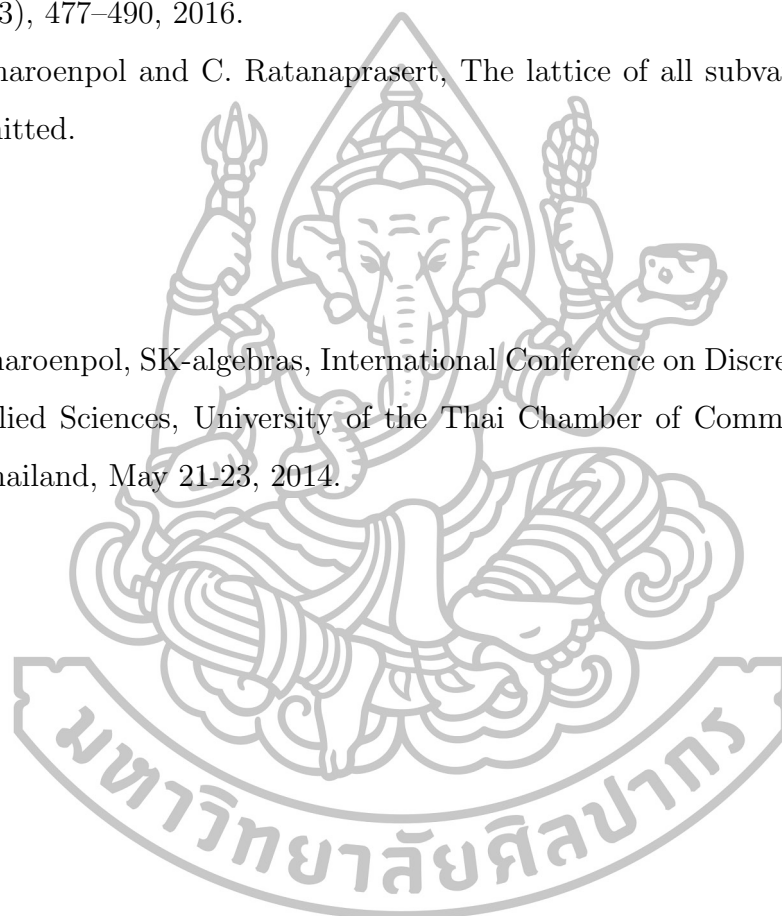 3), 477–490, 2016.
naroenpol and C. Ratanaprasert, The lattice of all subva
nitted.
naroenpol, SK-algebras, International Conference on Discre
lied Sciences, University of the Thai Chamber of Comm
hailand, May 21-23, 2014.
มหาวิทยาลัยศิลปากร